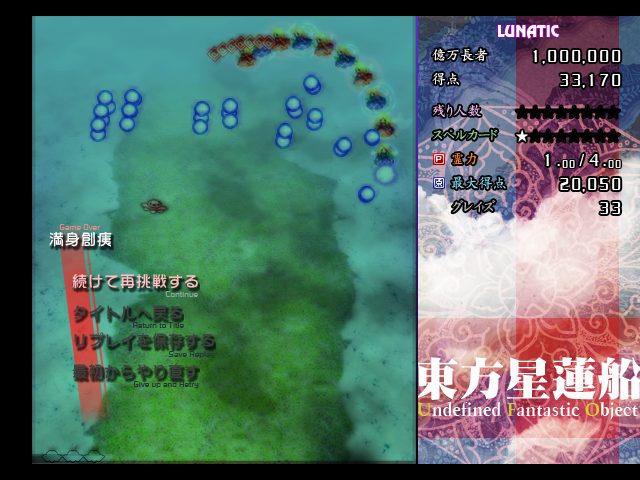 Game Over
満身創痍
続けて再挑戦する
Continue
タイトルへ戻る
Return to Title
リプレイを保存する
Save Replay
最初からやり直す
Give up and Retry
LUNATIC
億万長者 1,000,000
得点 33,170
残り人数
スペルカード
P 霊力 1.00/4.00
最大得点 20,050
グレイズ 33
東方星蓮船
Undefined Fantastic Object